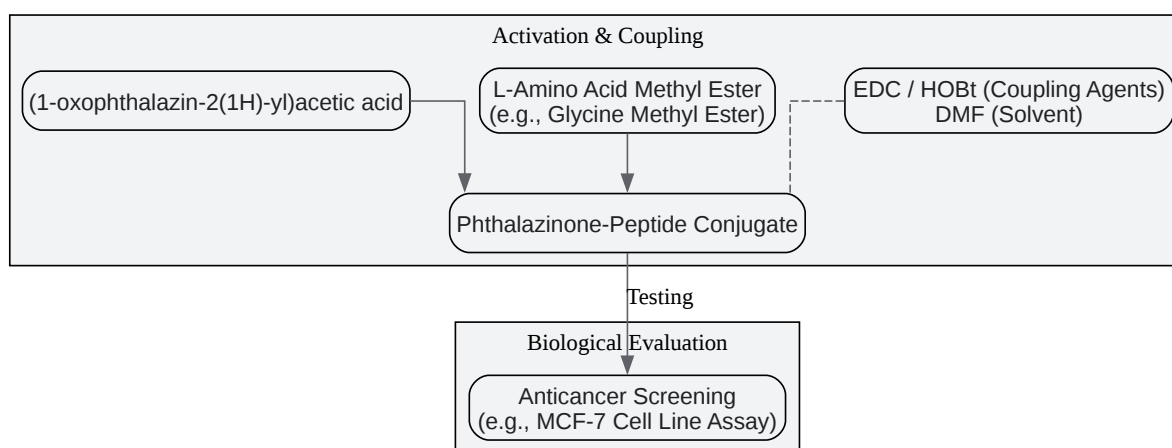 Activation & Coupling
(1-oxophthalazin-2(1H)-yl)acetic acid
L-Amino Acid Methyl Ester
(e.g., Glycine Methyl Ester)
EDC / HOBt (Coupling Agents)
DMF (Solvent)
Phthalazinone-Peptide Conjugate
Testing
Biological Evaluation
Anticancer Screening
(e.g., MCF-7 Cell Line Assay)